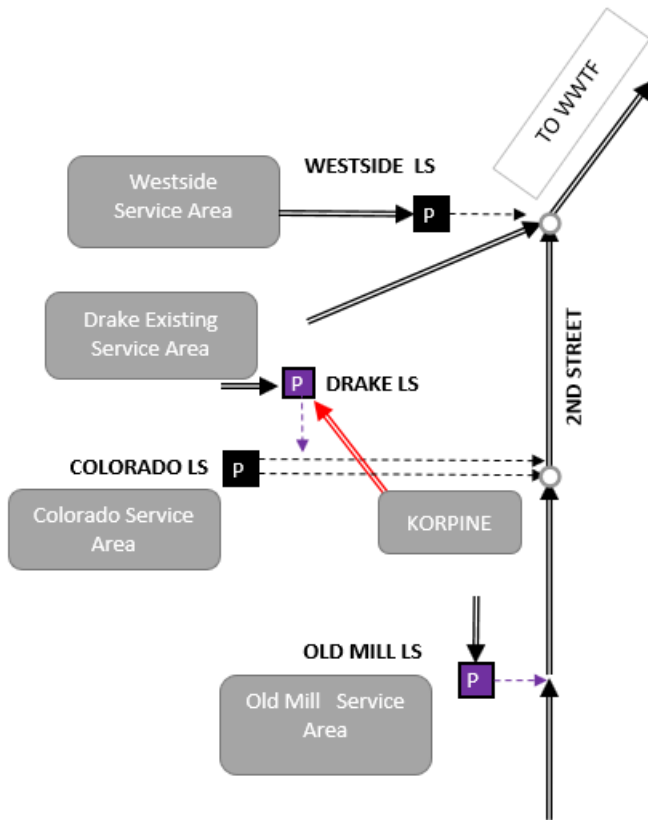 TO WWTF
WESTSIDE LS
Westside
Service Area
P
2ND STREET
Drake Existing
Service Area
P
DRAKE LS
COLORADO LS
P
Colorado Service
Area
KORPINE
OLD MILL LS
P
Old Mill Service
Area